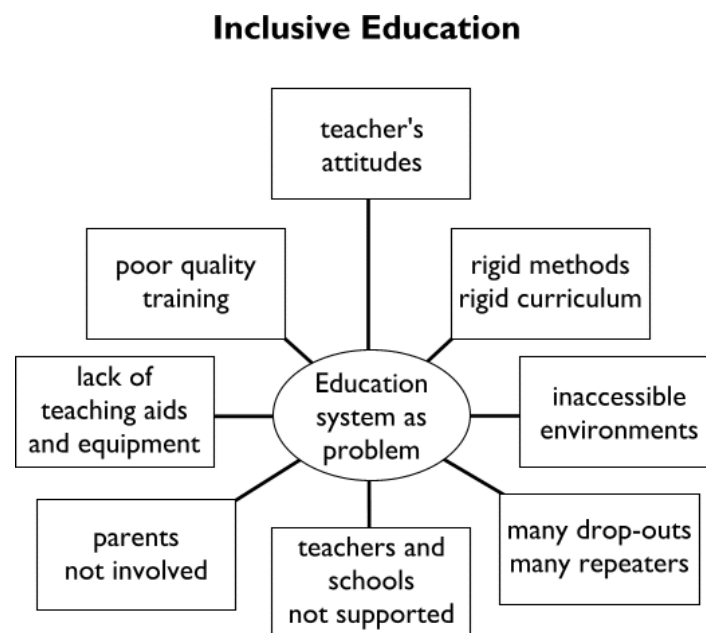 Inclusive Education
teacher's
attitudes
poor quality
training
rigid methods
rigid curriculum
lack of
teaching aids
and equipment
Education
system as
problem
inaccessible
environments
parents
not involved
teachers and
schools
not supported
many drop-outs
many repeaters